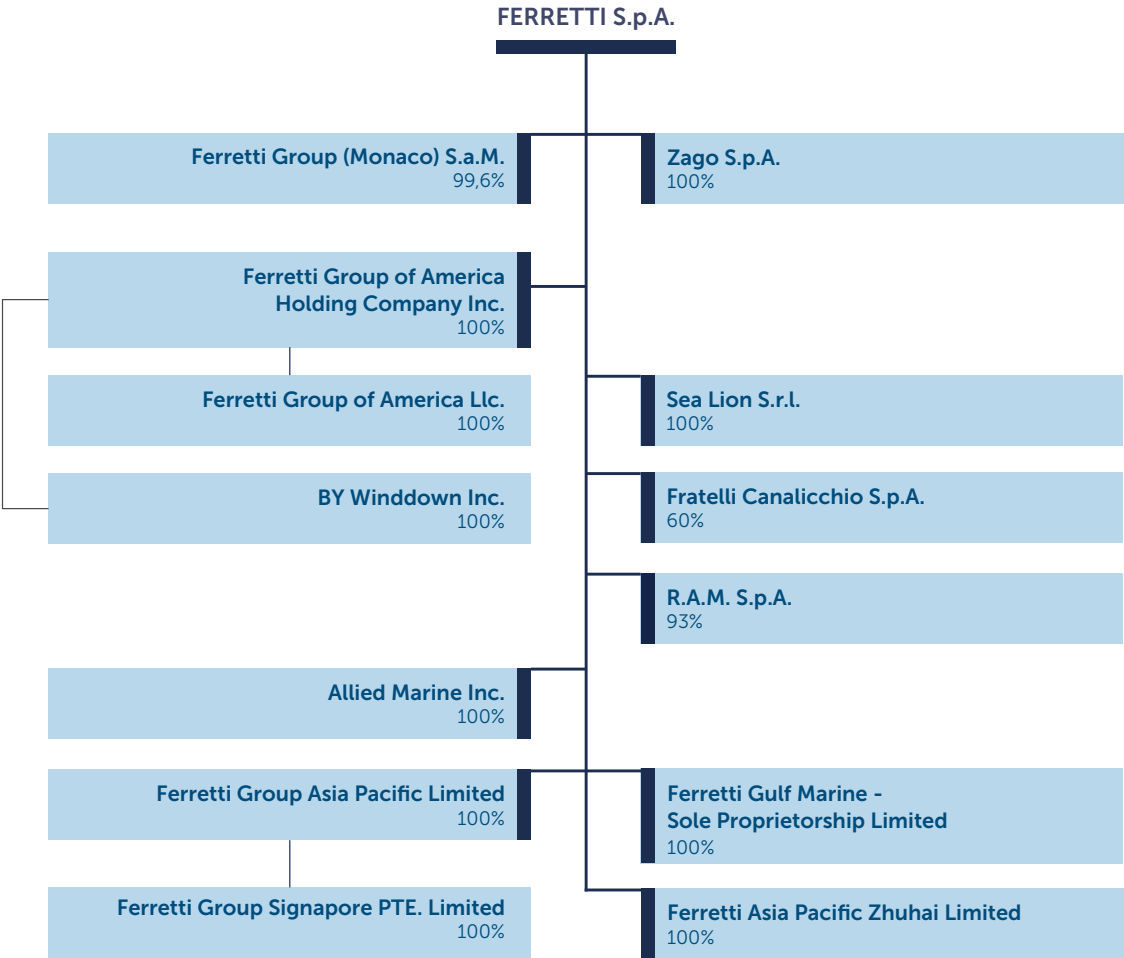 FERRETTI S.p.A.
Ferretti Group (Monaco) S.a.M.
99,6%
Zago S.p.A.
100%
Ferretti Group of America
Holding Company Inc.
100%
Ferretti Group of America Llc.
100%
Sea Lion S.r.l.
100%
BY Winddown Inc.
100%
Fratelli Canalicchio S.p.A.
60%
R.A.M. S.p.A.
93%
Allied Marine Inc.
100%
Ferretti Group Asia Pacific Limited
100%
Ferretti Gulf Marine -
Sole Proprietorship Limited
100%
Ferretti Group Signapore PTE. Limited
100%
Ferretti Asia Pacific Zhuhai Limited
100%